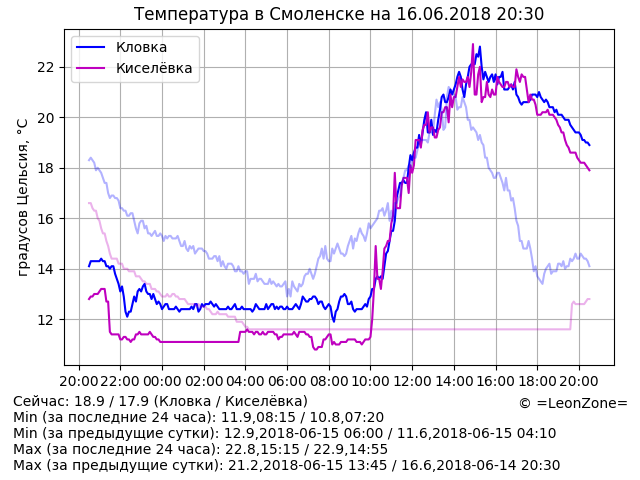 Температура в Смоленске на 16.06.2018 20:30
Кловка
Киселёвка
градусов Цельсия, °C
22
20
18
16
14
12
20:00 22:00 00:00 02:00 04:00 06:00 08:00 10:00 12:00 14:00 16:00 18:00 20:00
Сейчас: 18.9 / 17.9 (Кловка / Киселёвка)
© =LeonZone=
Min (за последние 24 часа): 11.9,08:15 / 10.8,07:20
Min (за предыдущие сутки): 12.9,2018-06-15 06:00 / 11.6,2018-06-15 04:10
Max (за последние 24 часа): 22.8,15:15 / 22.9,14:55
Max (за предыдущие сутки): 21.2,2018-06-15 13:45 / 16.6,2018-06-14 20:30